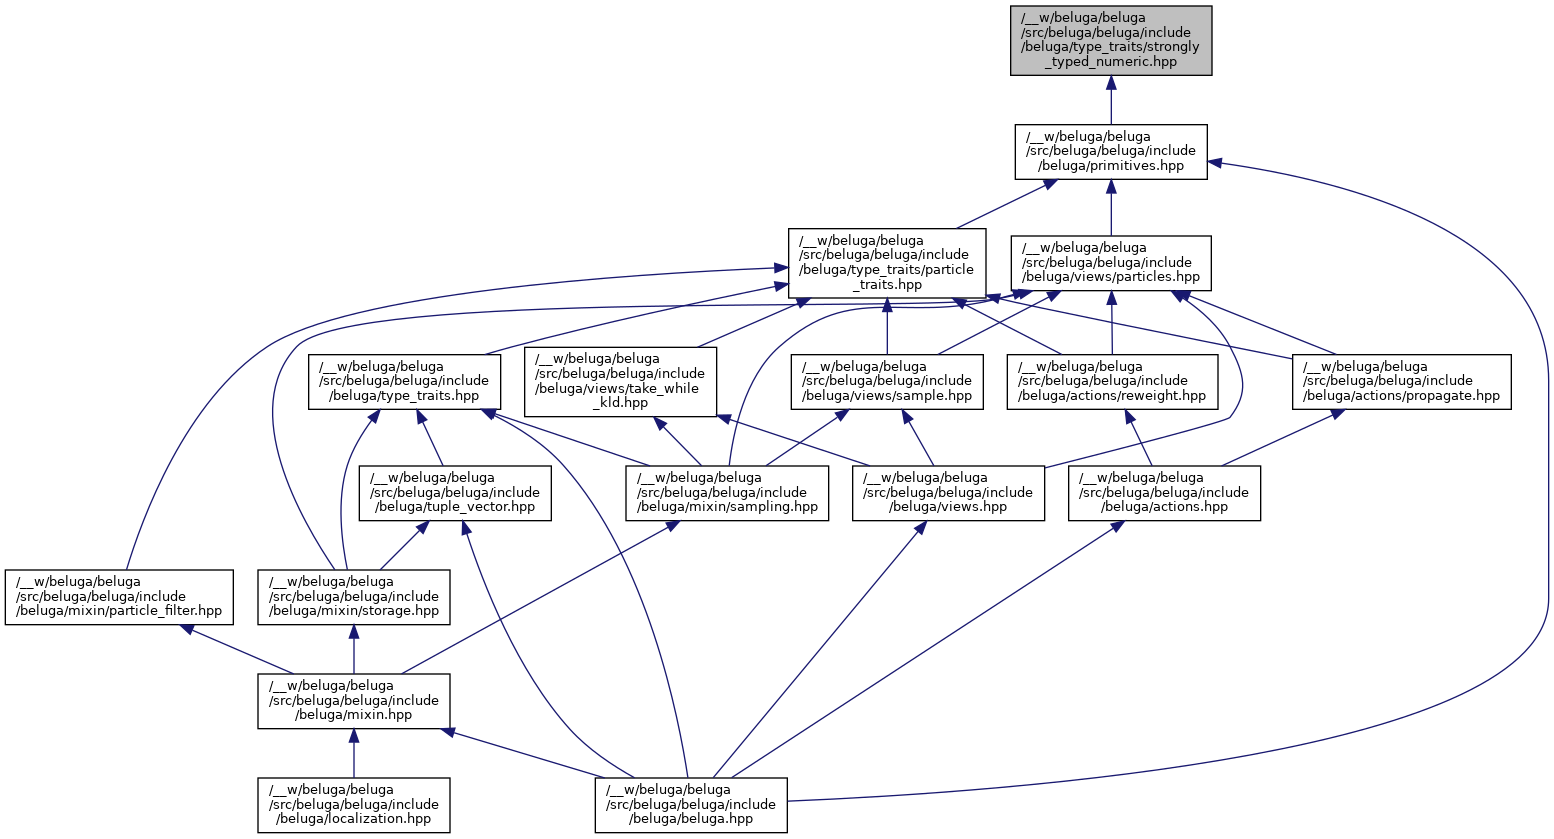 /__w/beluga/beluga
/src/beluga/beluga/include
/beluga/type_traits/strongly
_typed_numeric.hpp
/__w/beluga/beluga
/src/beluga/beluga/include
/beluga/primitives.hpp
/__w/beluga/beluga
/src/beluga/beluga/include
/beluga/type_traits/particle
_traits.hpp
/__w/beluga/beluga
/src/beluga/beluga/include
/beluga/views/particles.hpp
/__w/beluga/beluga
/src/beluga/beluga/include
/beluga/type_traits.hpp
/__w/beluga/beluga
/src/beluga/beluga/include
/beluga/views/take_while
_kld.hpp
/__w/beluga/beluga
/src/beluga/beluga/include
/beluga/views/sample.hpp
/__w/beluga/beluga
/src/beluga/beluga/include
/beluga/actions/reweight.hpp
/__w/beluga/beluga
/src/beluga/beluga/include
/beluga/actions/propagate.hpp
/__w/beluga/beluga
/src/beluga/beluga/include
/beluga/tuple_vector.hpp
/__w/beluga/beluga
/src/beluga/beluga/include
/beluga/mixin/sampling.hpp
/__w/beluga/beluga
/src/beluga/beluga/include
/beluga/views.hpp
/__w/beluga/beluga
/src/beluga/beluga/include
/beluga/actions.hpp
/__w/beluga/beluga
/src/beluga/beluga/include
/beluga/mixin/particle_filter.hpp
/__w/beluga/beluga
/src/beluga/beluga/include
/beluga/mixin/storage.hpp
/__w/beluga/beluga
/src/beluga/beluga/include
/beluga/mixin.hpp
/__w/beluga/beluga
/src/beluga/beluga/include
/beluga/localization.hpp
/__w/beluga/beluga
/src/beluga/beluga/include
/beluga/beluga.hpp